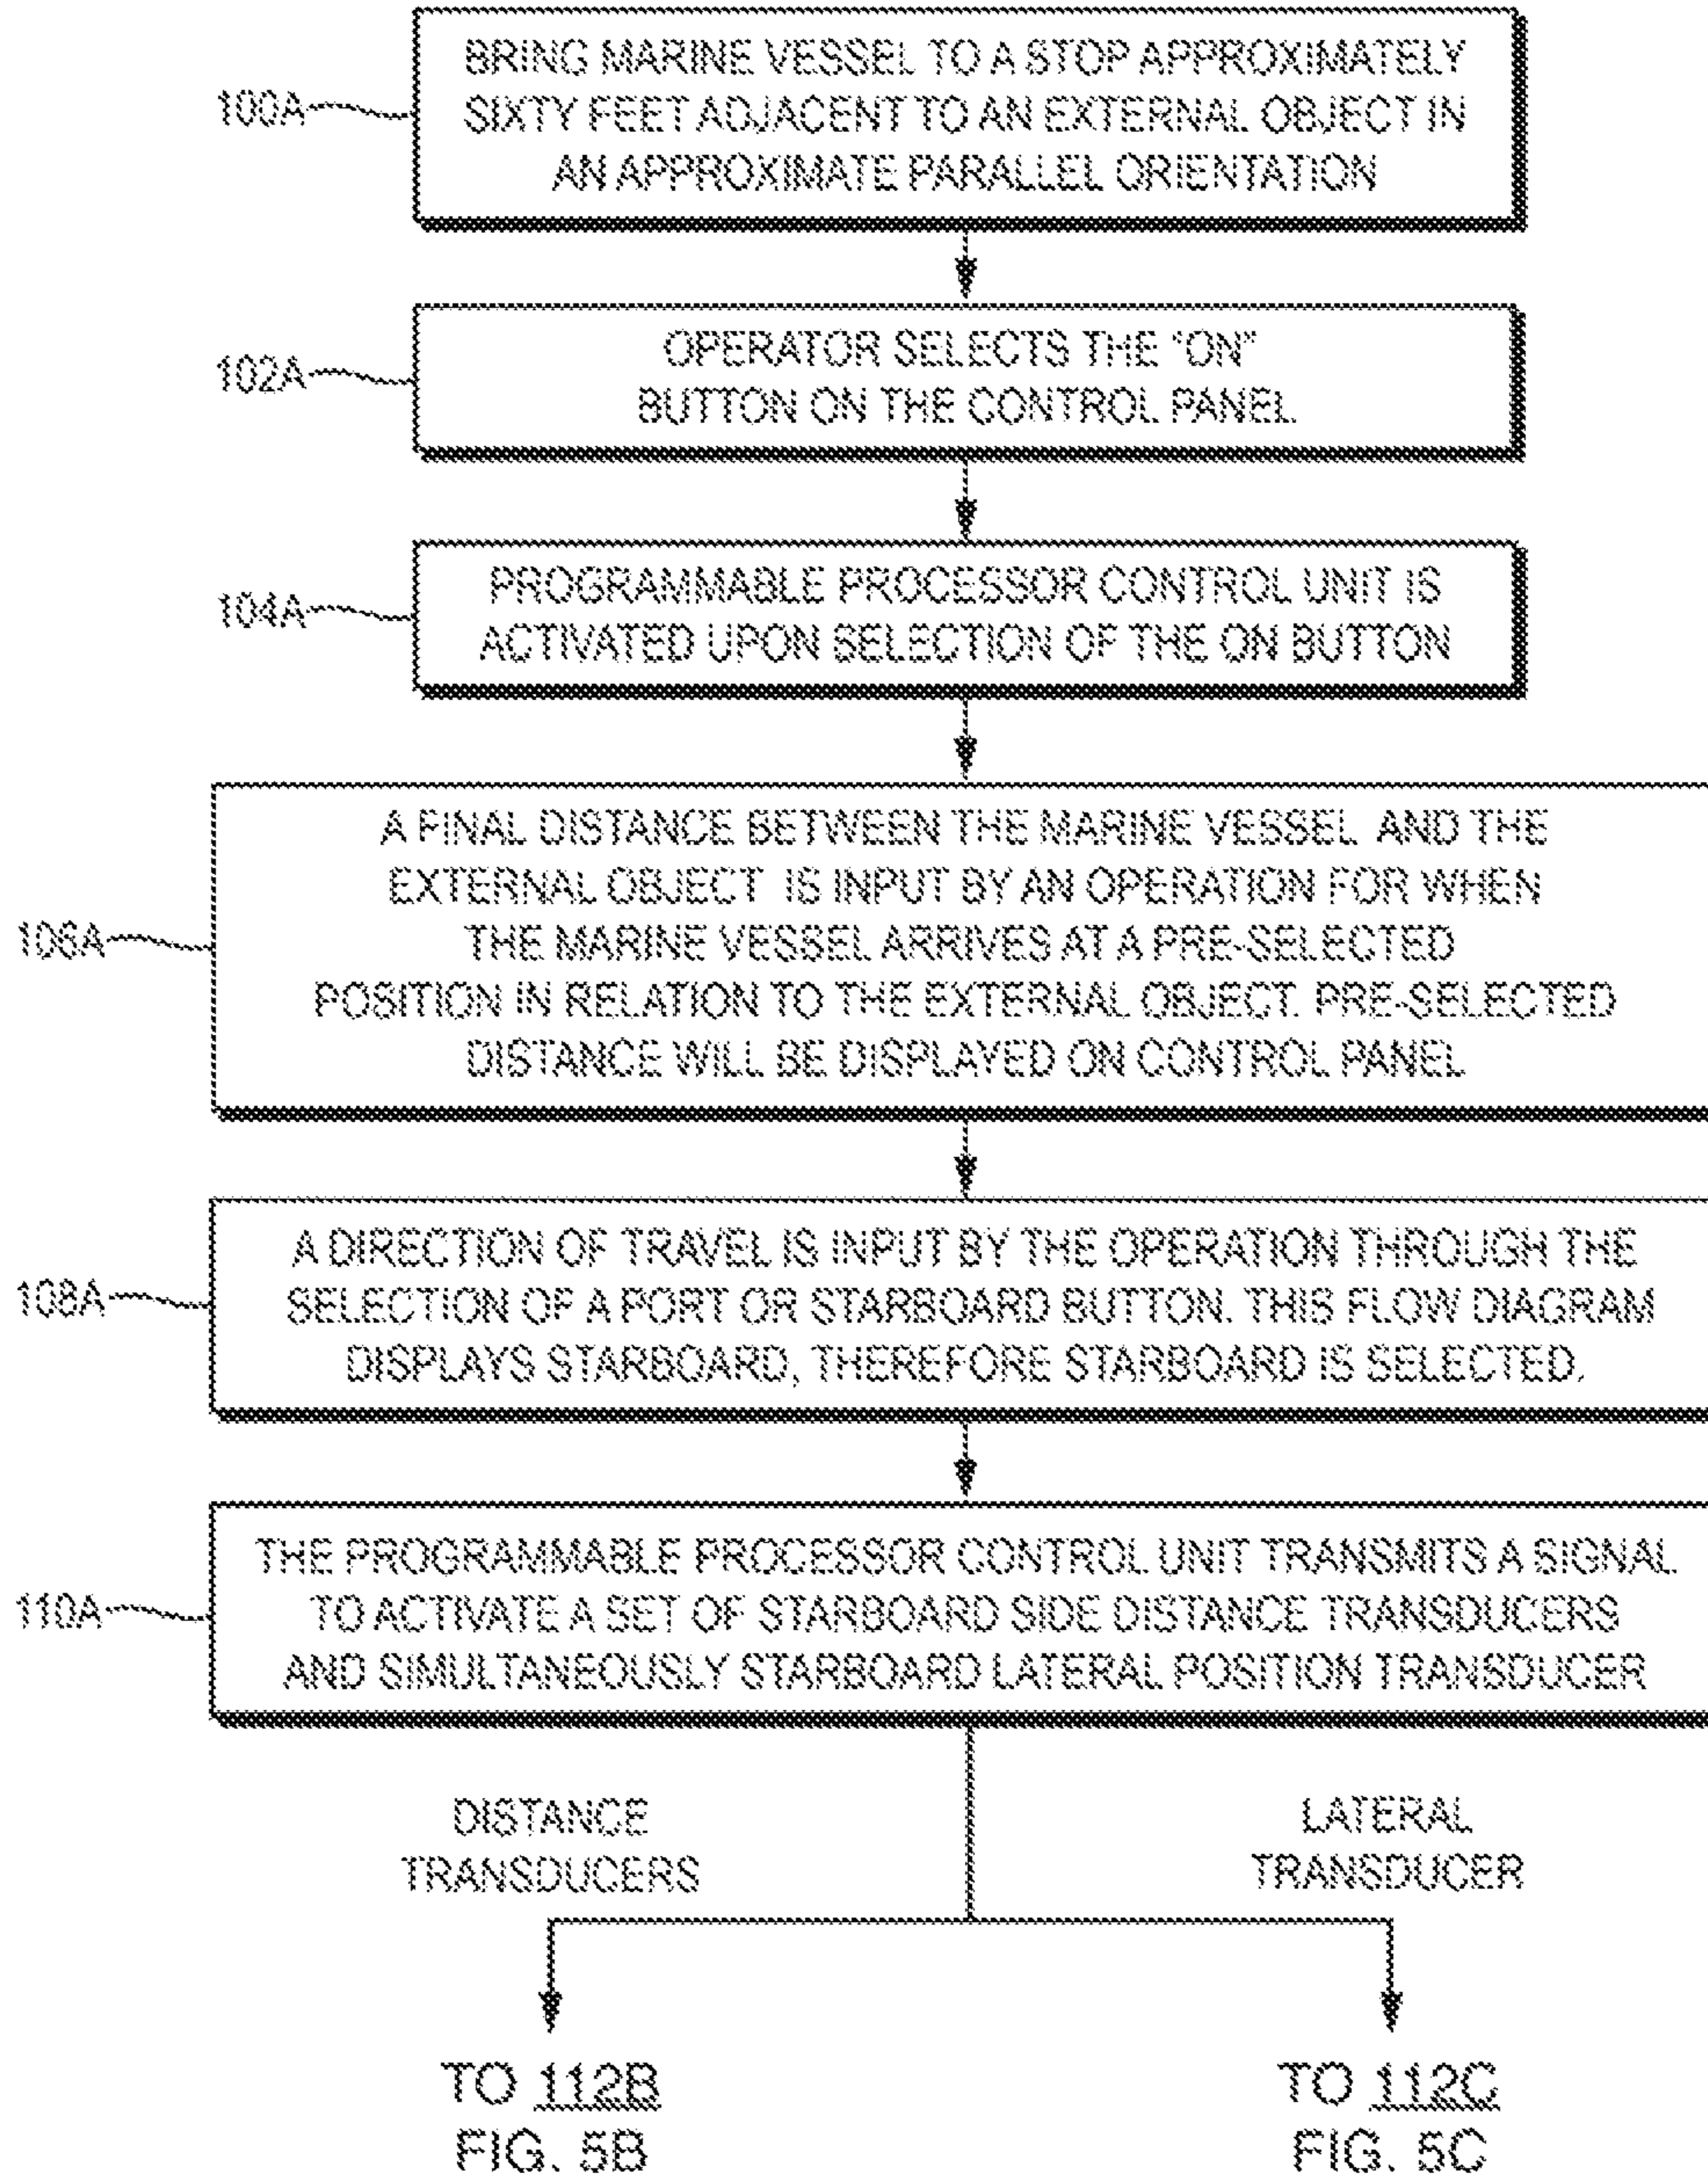 100A
BRING MARINE VESSEL TO A STOP APPROXIMATELY
SIXTY FEET ADJACENT TO AN EXTERNAL OBJECT IN
AN APPROXIMATE PARALLEL ORIENTATION
102A
OPERATOR SELECTS THE "ON"
BUTTON ON THE CONTROL PANEL
104A
PROGRAMMABLE PROCESSOR CONTROL UNIT IS
ACTIVATED UPON SELECTION OF THE ON BUTTON
106A
A FINAL DISTANCE BETWEEN THE MARINE VESSEL AND THE
EXTERNAL OBJECT IS INPUT BY AN OPERATION FOR WHEN
THE MARINE VESSEL ARRIVES AT A PRE-SELECTED
POSITION IN RELATION TO THE EXTERNAL OBJECT. PRE-SELECTED
DISTANCE WILL BE DISPLAYED ON CONTROL PANEL
108A
A DIRECTION OF TRAVEL IS INPUT BY THE OPERATION THROUGH THE
SELECTION OF A PORT OR STARBOARD BUTTON. THIS FLOW DIAGRAM
DISPLAYS STARBOARD, THEREFORE STARBOARD IS SELECTED.
110A
THE PROGRAMMABLE PROCESSOR CONTROL UNIT TRANSMITS A SIGNAL
TO ACTIVATE A SET OF STARBOARD SIDE DISTANCE TRANSDUCERS
AND SIMULTANEOUSLY STARBOARD LATERAL POSITION TRANSDUCER
DISTANCE
TRANSDUCERS
LATERAL
TRANSDUCER
TO 112B
FIG. 5B
TO 112C
FIG. 5C